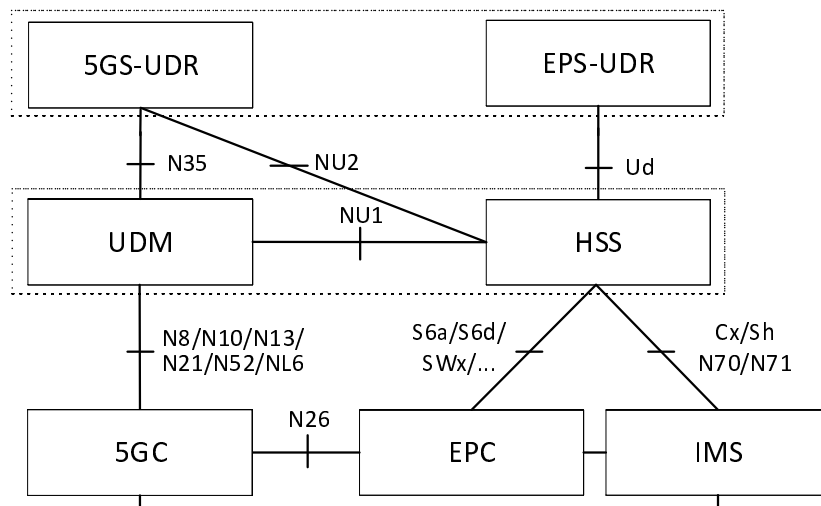 5GS-UDR
EPS-UDR
N35
NU2
Ud
UDM
NU1
HSS
N8/N10/N13/
N21/N52/NL6
S6a/S6d/
SWx/...
Cx/Sh
N70/N71
5GC
N26
EPC
IMS